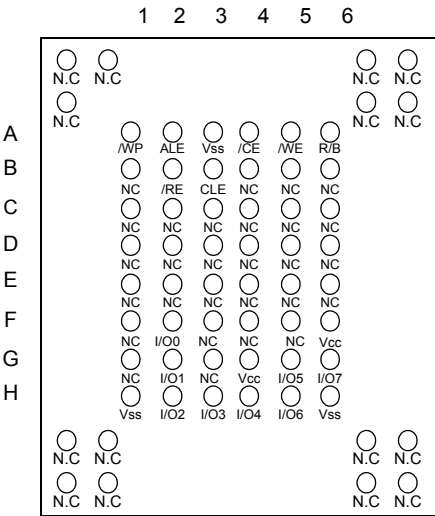 1 2 3 4 5 6
N.C N.C N.C N.C
N.C N.C N.C
A /WP ALE Vss /CE /WE R/B
B NC /RE CLE NC NC NC
C NC NC NC NC NC NC
D NC NC NC NC NC NC
E NC NC NC NC NC NC
F NC I/O0 NC NC NC Vcc
G NC I/O1 NC Vcc I/O5 I/O7
H Vss I/O2 I/O3 I/O4 I/O6 Vss
N.C N.C N.C N.C
N.C N.C N.C N.C